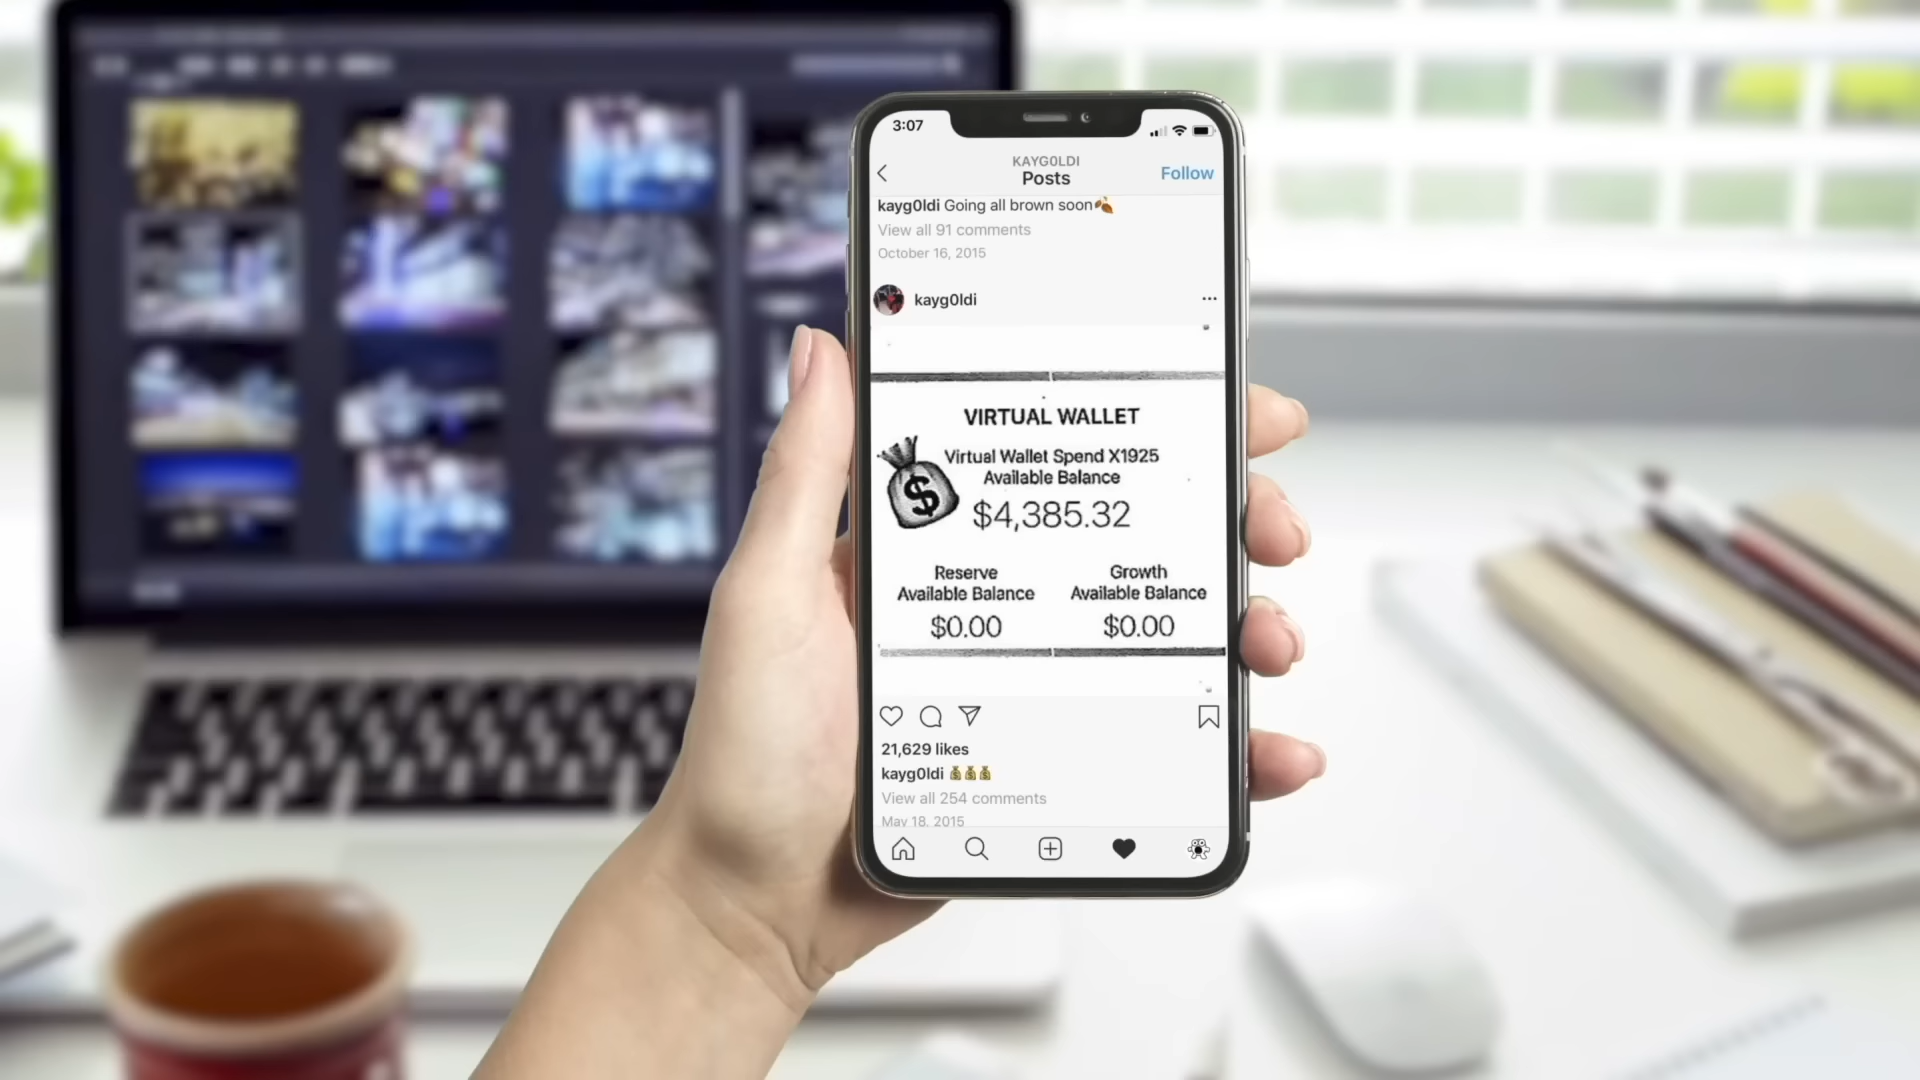 3:07
KAYG0LDI
Posts
Follow
kayg0ldi Going all brown soon🍂
View all 91 comments
October 16, 2015
kayg0ldi
VIRTUAL WALLET
Virtual Wallet Spend X1925
Available Balance
$4,385.32
Reserve
Available Balance
$0.00
Growth
Available Balance
$0.00
21,629 likes
kayg0ldi 💰💰💰
View all 254 comments
May 18, 2015